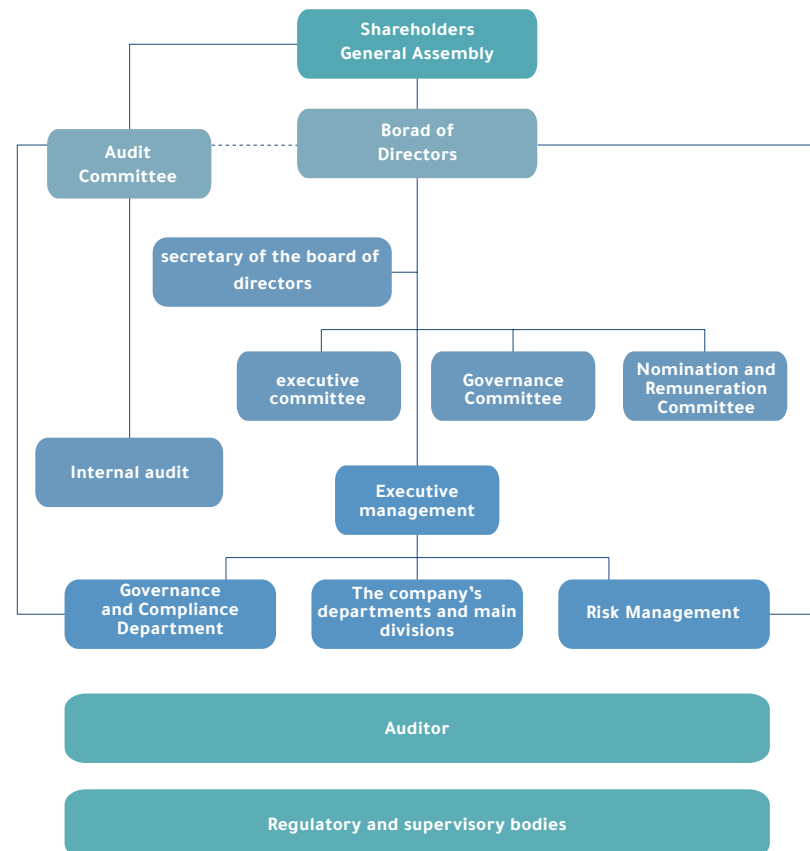 Shareholders
General Assembly
Borad of
Directors
Audit
Committee
secretary of the board of
directors
executive
committee
Governance
Committee
Nomination and
Remuneration
Committee
Internal audit
Executive
management
Governance
and Compliance
Department
The company’s
departments and main
divisions
Risk Management
Auditor
Regulatory and supervisory bodies